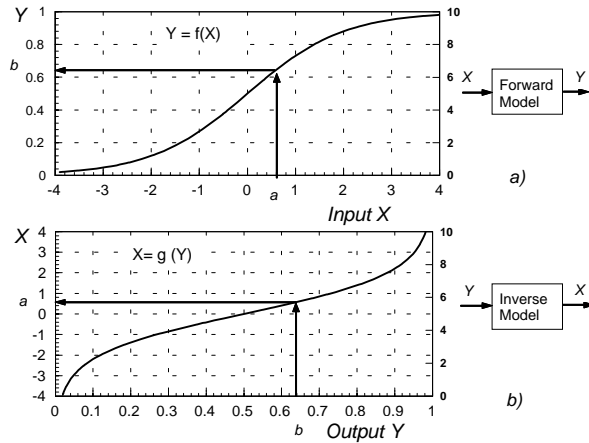 Y
1
0.8
b
0.6
0.4
0.2
0
Y = f(X)
10
8
6
4
2
0
-4 -3 -2 -1 0 1 2 3 4
a
Input X
X
Y
Forward
Model
a)
X
4
3
2
a 1
0
-1
-2
-3
-4
X= g (Y)
10
8
6
4
2
0
0 0.1 0.2 0.3 0.4 0.5 0.6 0.7 0.8 0.9 1
b
Output Y
Y
X
Inverse
Model
b)